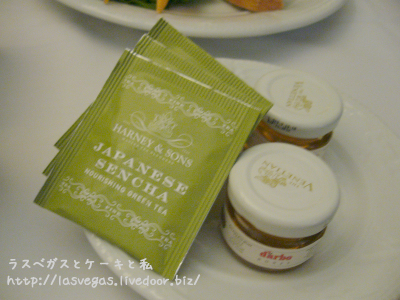 HARNEY & SONS
JAPANESE
SENCHA
NOURISHING GREEN TEA
d'arbo
ラスベガスとケーキと私
http://lasvegas.livedoor.biz/